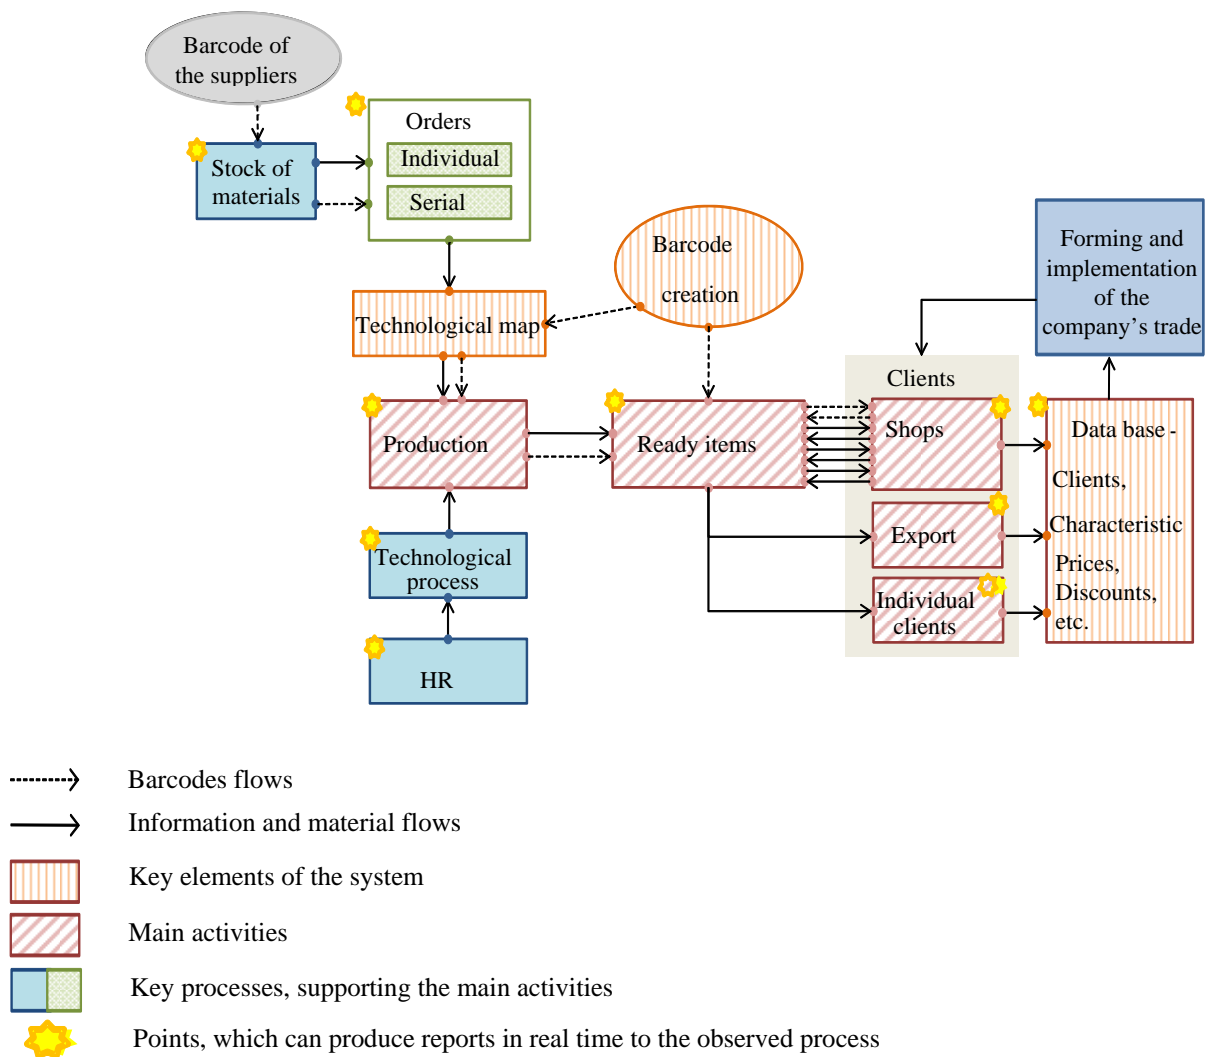 Barcode of
the suppliers
Orders
Individual
Serial
Stock of
materials
Barcode
creation
Technological map
Forming and
implementation
of the
company’s trade
Clients
Production
Ready items
Shops
Export
Individual
clients
Data base -
Clients,
Characteristic
Prices,
Discounts,
etc.
Technological
process
HR
Barcodes flows
Information and material flows
Key elements of the system
Main activities
Key processes, supporting the main activities
Points, which can produce reports in real time to the observed process